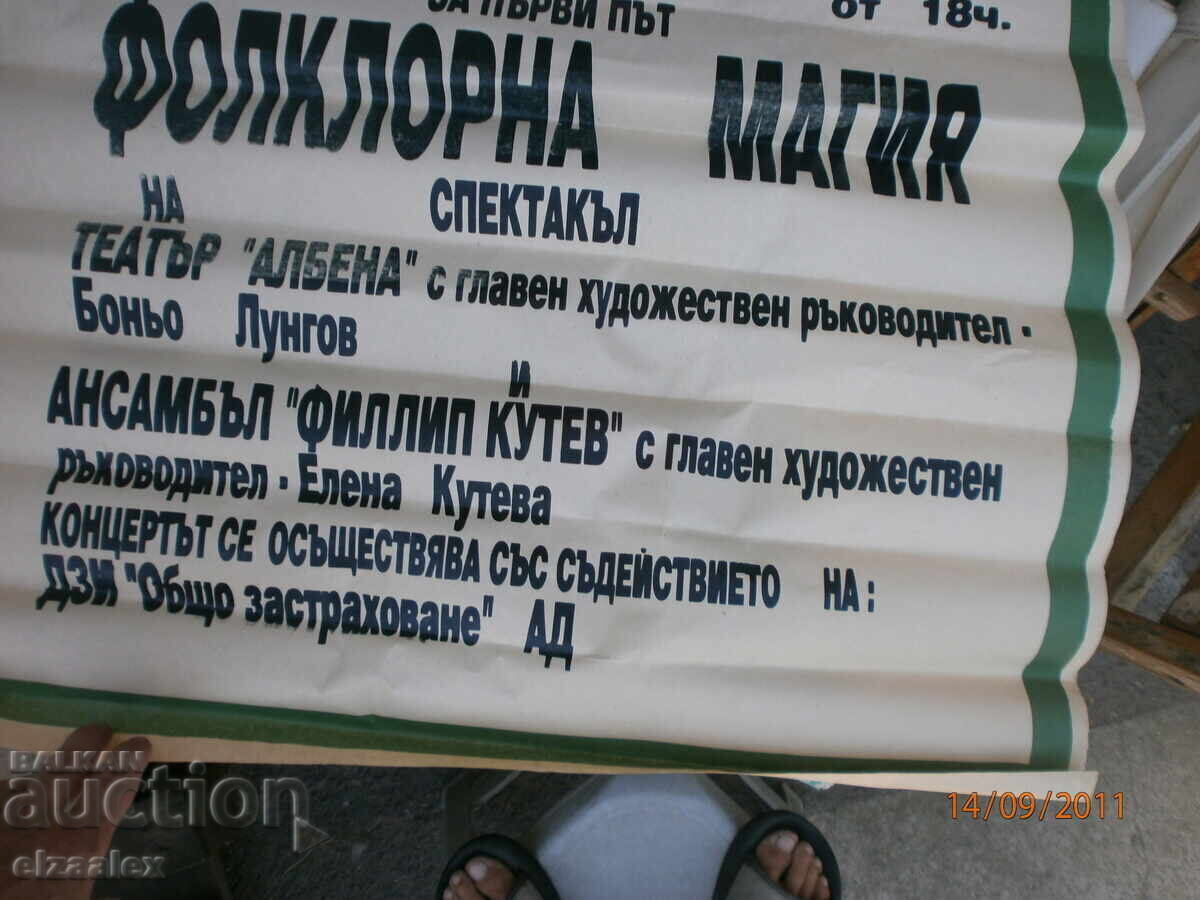 ЗА ПЪРВИ ПЪТ от 18ч.
ФОЛКЛОРНА МАГИЯ
СПЕКТАКЪЛ
НА
ТЕАТЪР "АЛБЕНА" с главен художествен ръководител -
Боньо Лунгов
и
АНСАМБЪЛ "ФИЛЛИП КУТЕВ" с главен художествен
ръководител - Елена Кутева
КОНЦЕРТЪТ СЕ ОСЪЩЕСТВЯВА СЪС СЪДЕЙСТВИЕТО НА:
ДЗИ "Общо застраховане" АД
BALKAN
auction
elzaalex
14/09/2011